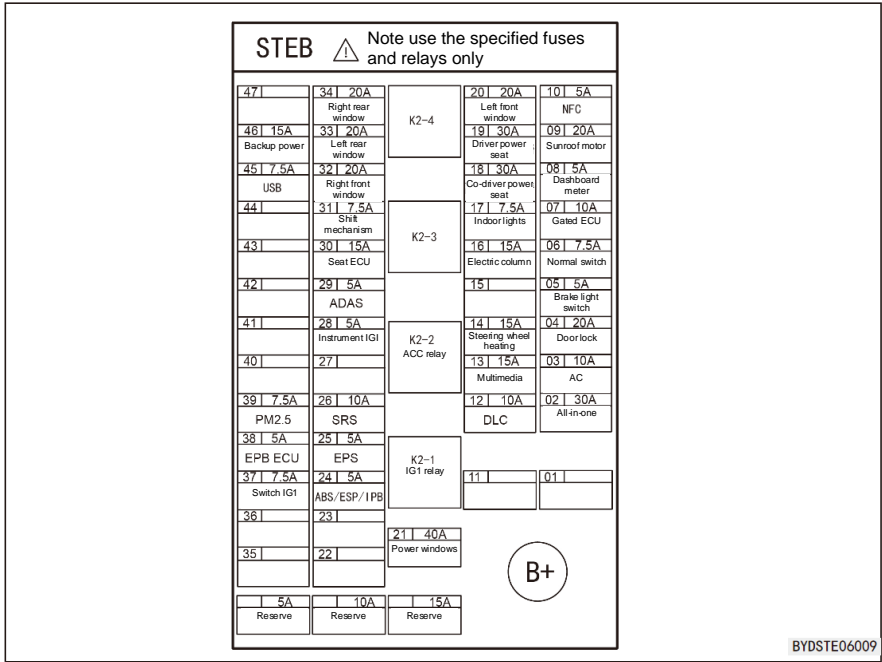 STEB
Note use the specified fuses
and relays only
47
46 15A
Backup power
45 7.5A
USB
44
43
42
41
40
39 7.5A
PM2.5
38 5A
EPB ECU
37 7.5A
Switch IG1
36
35
34 20A
Right rear
window
33 20A
Left rear
window
32 20A
Right front
window
31 7.5A
Shift
mechanism
30 15A
Seat ECU
29 5A
ADAS
28 5A
Instrument IGI
27
26 10A
SRS
25 5A
EPS
24 5A
ABS/ESP/IPB
23
22
K2-4
K2-3
K2-2
ACC relay
K2-1
IG1 relay
21 40A
Power windows
20 20A
Left front
window
19 30A
Driver power
seat
18 30A
Co-driver power
seat
17 7.5A
Indoor lights
16 15A
Electric column
15
14 15A
Steering wheel
heating
13 15A
Multimedia
12 10A
DLC
11
10 5A
NFC
09 20A
Sunroof motor
08 5A
Dashboard
meter
07 10A
Gated ECU
06 7.5A
Normal switch
05 5A
Brake light
switch
04 20A
Door lock
03 10A
AC
02 30A
All-in-one
01
B+
5A
Reserve
10A
Reserve
15A
Reserve
BYDSTE06009